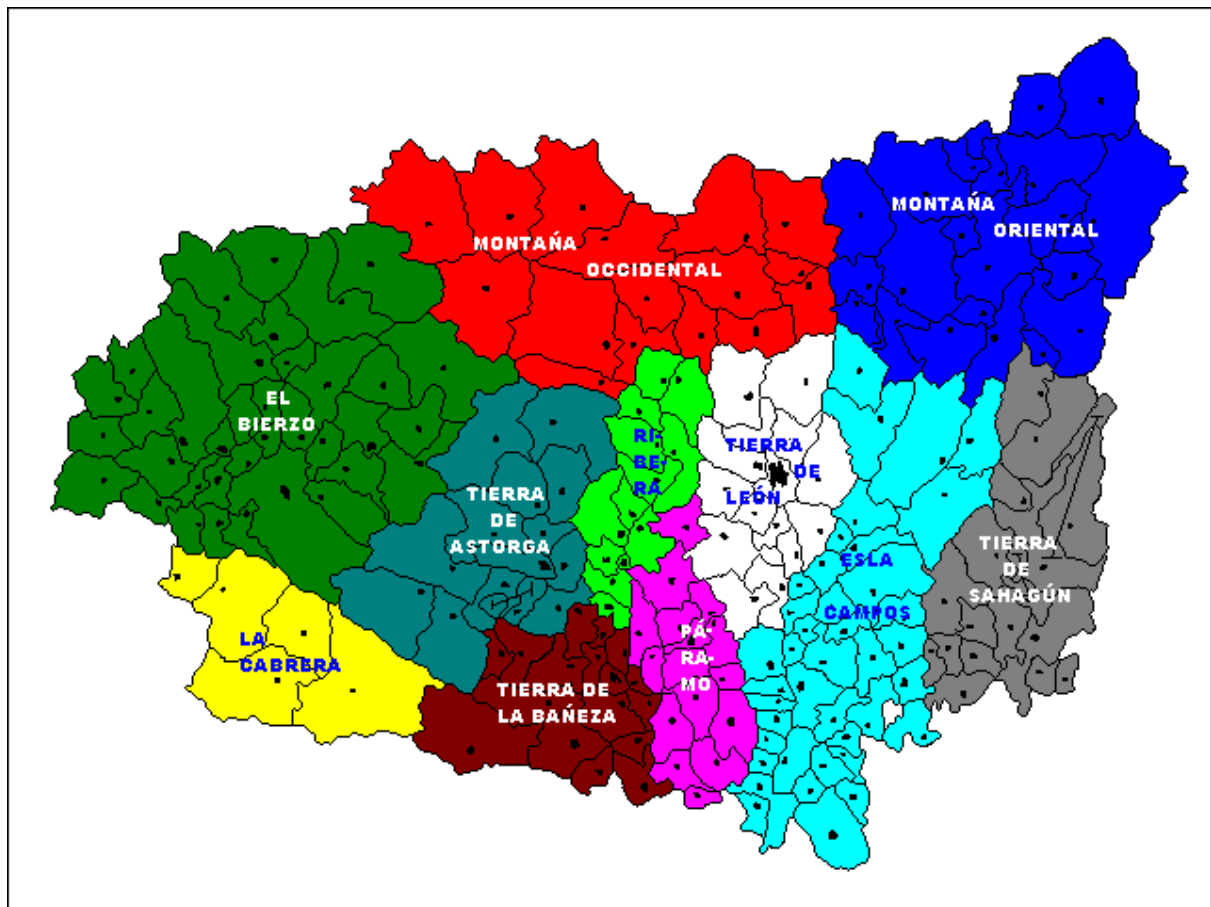 MONTAÑA
ORIENTAL
MONTAÑA
OCCIDENTAL
EL
BIERZO
RI-
BE-
RA
TIERRA
DE
LEÓN
TIERRA
DE
ASTORGA
TIERRA
DE
SAHAGÚN
ESLA
CAMPOS
LA
CABRERA
PÁ-
RA-
MO
TIERRA DE
LA BAÑEZA